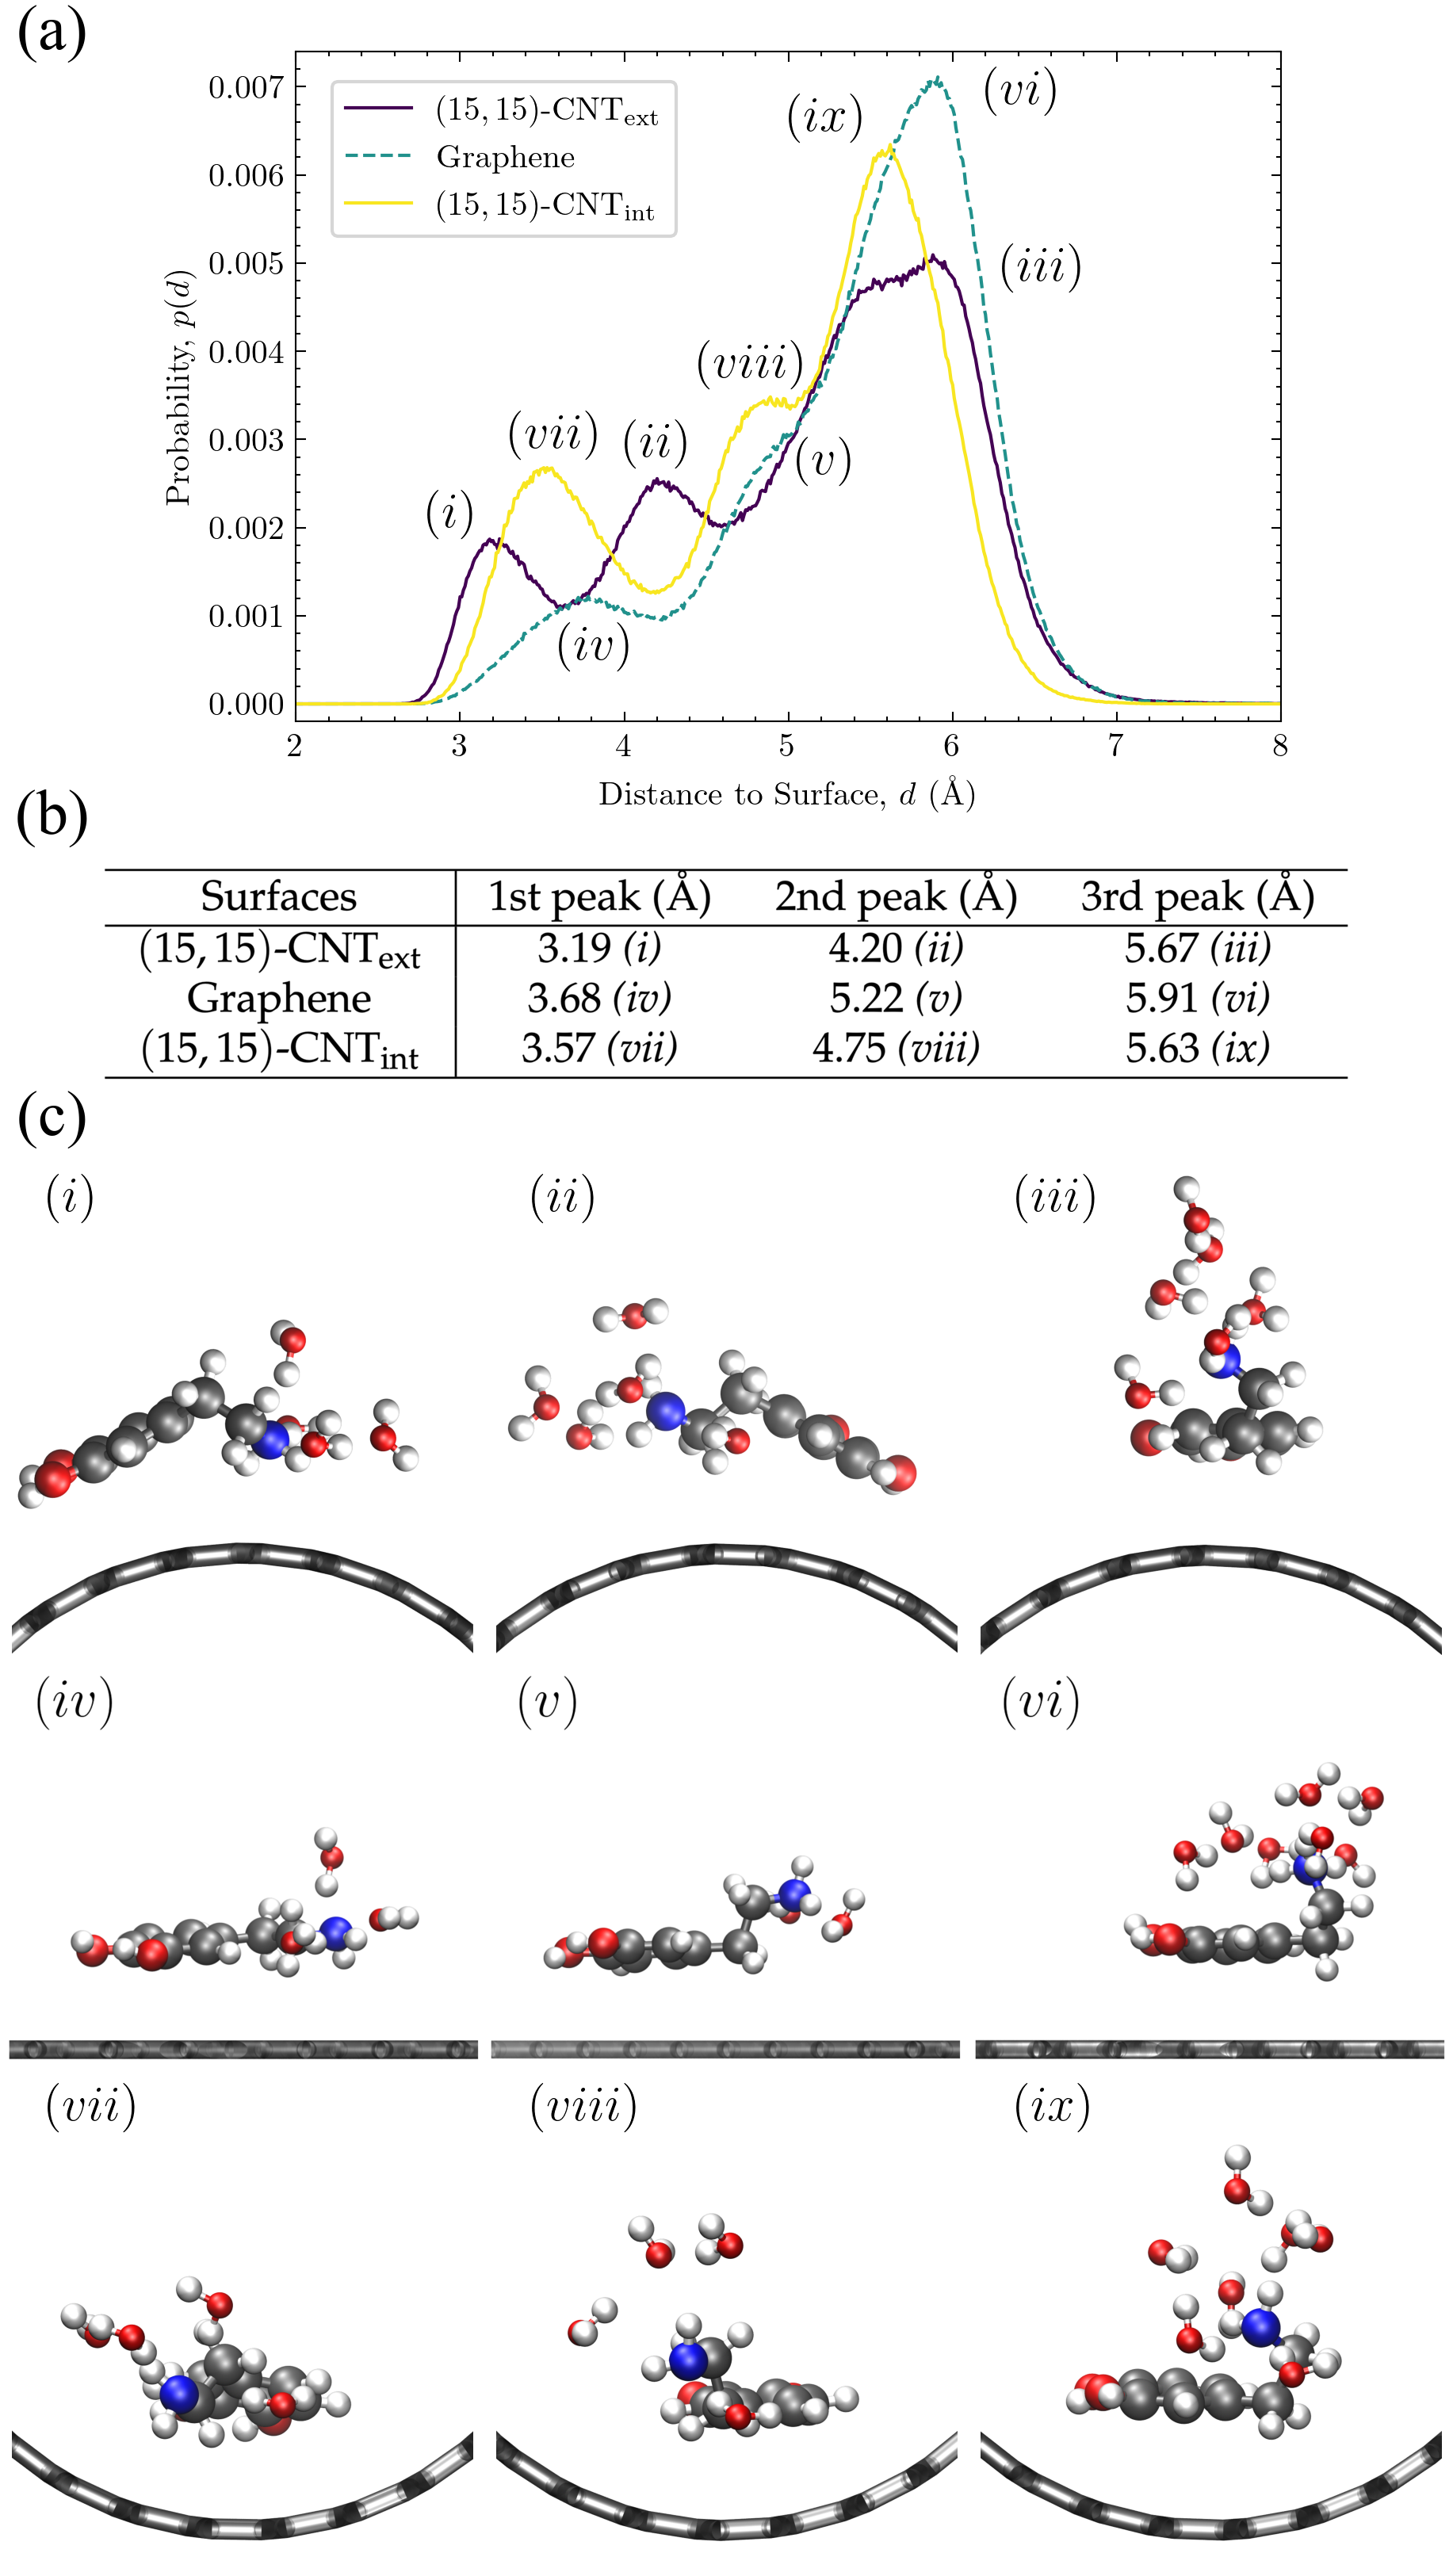 (a)
(15, 15)-CNText
Graphene
(15, 15)-CNTint
(i)
(ii)
(iii)
(iv)
(v)
(vi)
(vii)
(viii)
(ix)
Probability, p(d)
0.007
0.006
0.005
0.004
0.003
0.002
0.001
0.000
2 3 4 5 6 7 8
Distance to Surface, d (Å)
(b)
Surfaces 1st peak (Å) 2nd peak (Å) 3rd peak (Å)
(15, 15)-CNText 3.19 (i) 4.20 (ii) 5.67 (iii)
Graphene 3.68 (iv) 5.22 (v) 5.91 (vi)
(15, 15)-CNTint 3.57 (vii) 4.75 (viii) 5.63 (ix)
(c)
(i) (ii) (iii)
(iv) (v) (vi)
(vii) (viii) (ix)